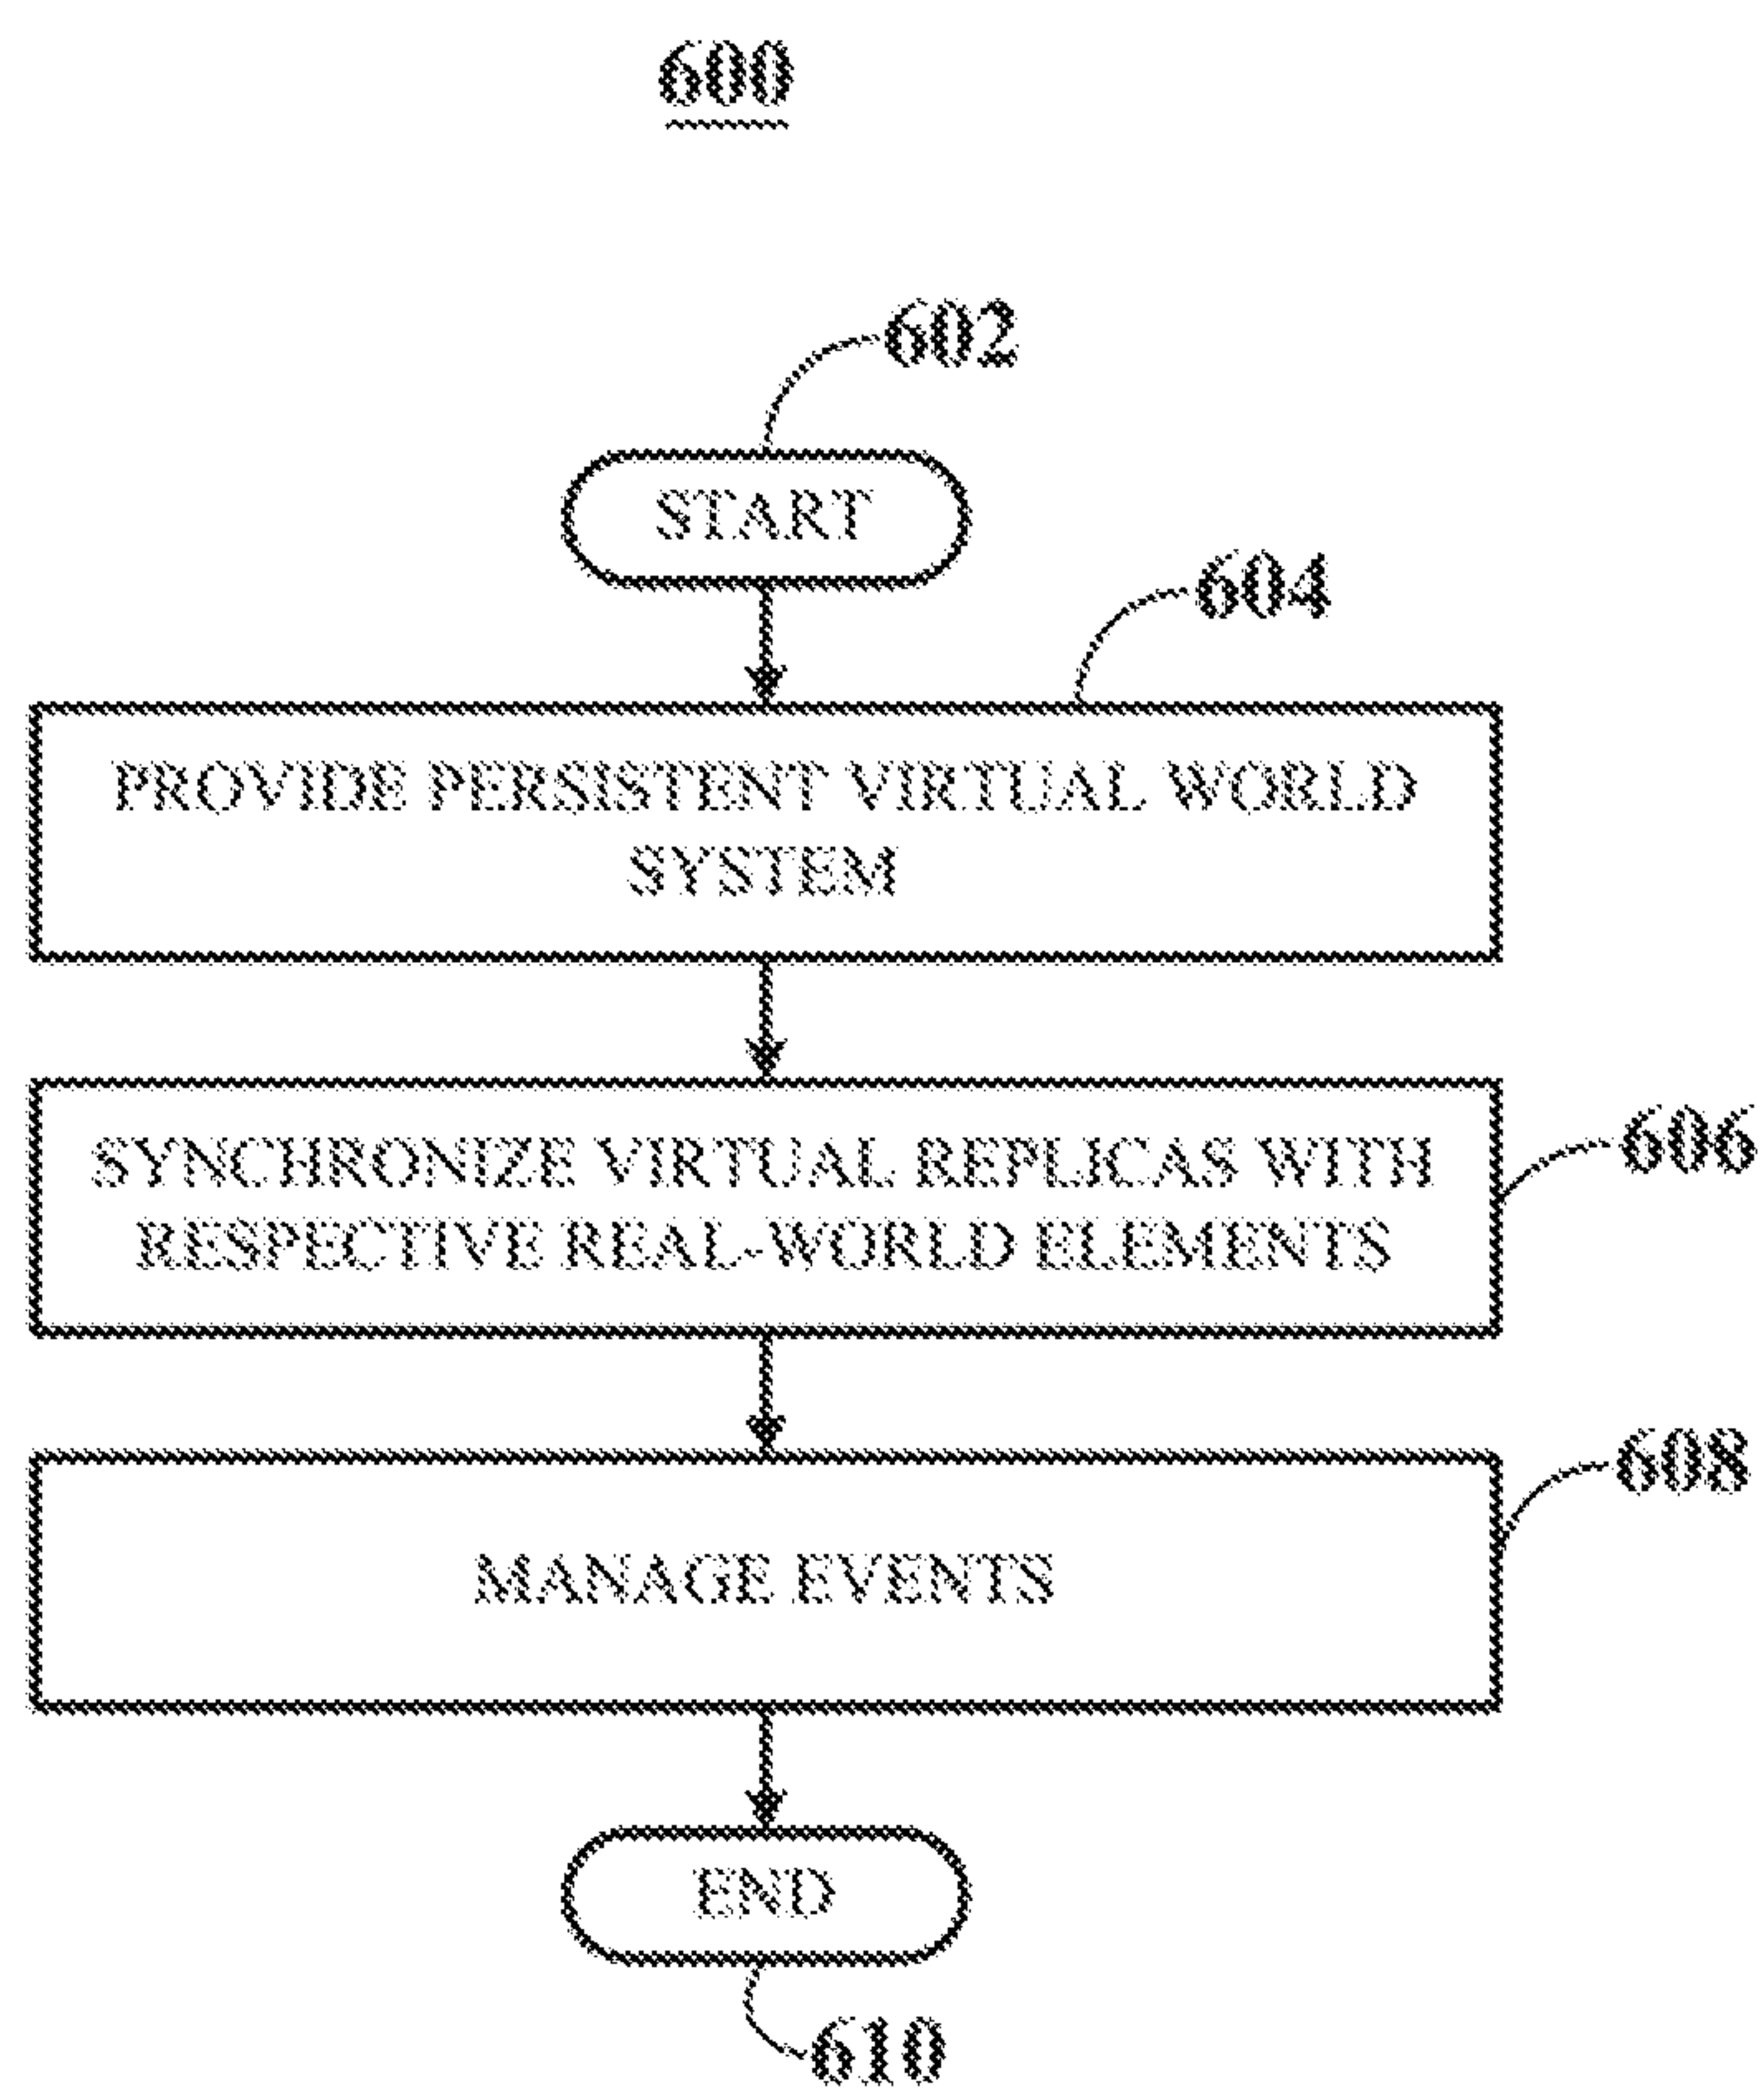 600
602
START
604
PROVIDE PERSISTENT VIRTUAL WORLD
SYSTEM
SYNCHRONIZE VIRTUAL REPLICAS WITH
RESPECTIVE REAL-WORLD ELEMENTS
606
MANAGE EVENTS
608
END
610